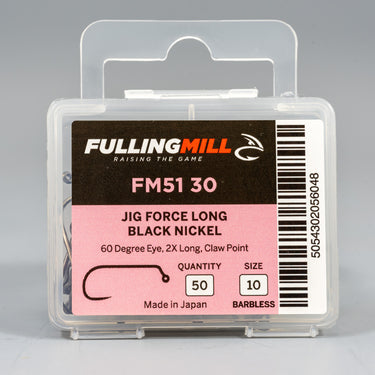 FULLINGMILL
RAISING THE GAME
FM51 30
JIG FORCE LONG
BLACK NICKEL
60 Degree Eye, 2X Long, Claw Point
QUANTITY SIZE
50 10
Made in Japan BARBLESS
5054302056048